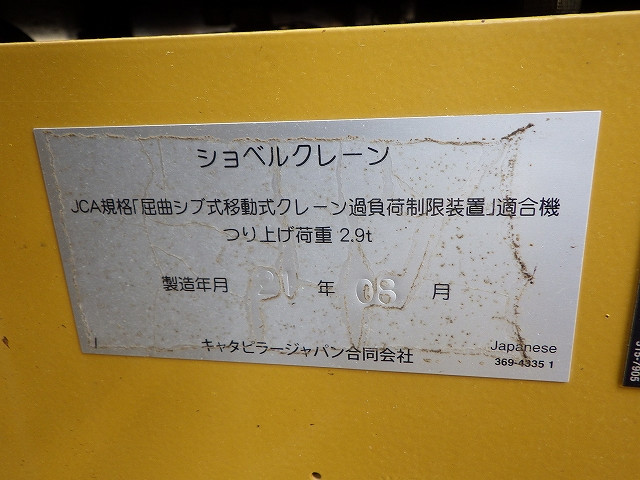 ショベルクレーン
JCA規格「屈曲ジブ式移動式クレーン過負荷制限装置」適合機
つり上げ荷重 2.9t
製造年月 21 年 08 月
キャタピラージャパン合同会社
Japanese
369-4335 1